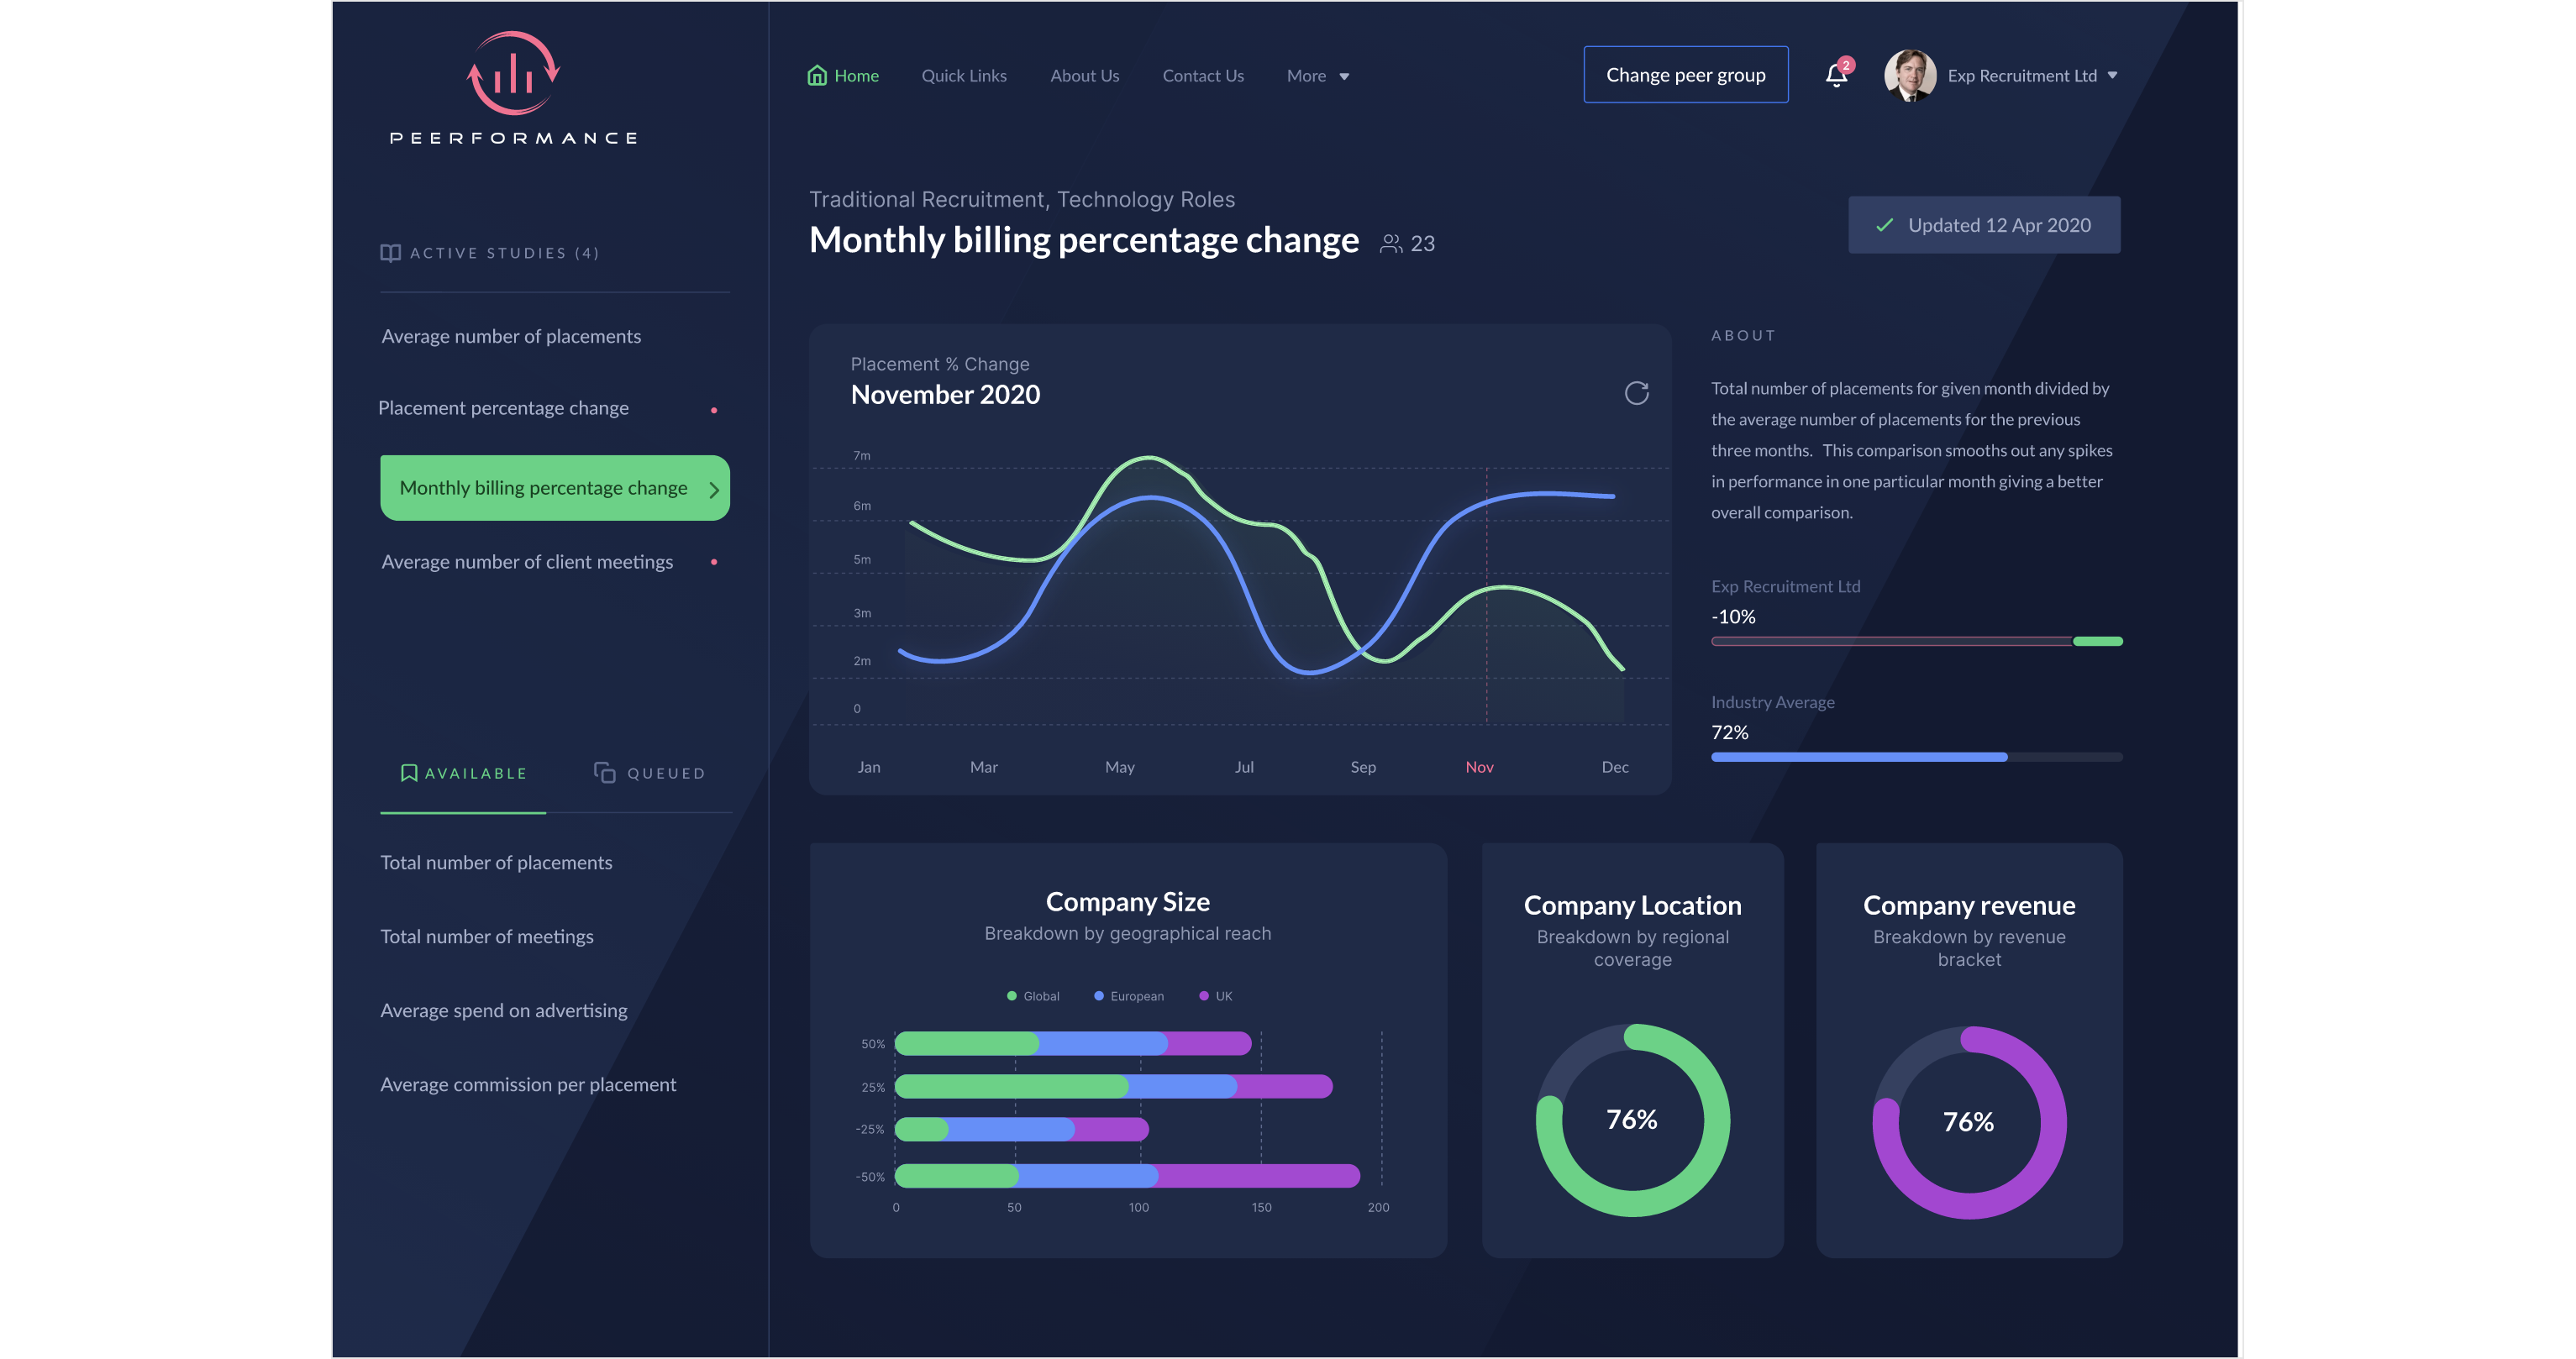 PEERFORMANCE
Home
Quick Links
About Us
Contact Us
More
Change peer group
2
Exp Recruitment Ltd
ACTIVE STUDIES (4)
Average number of placements
Placement percentage change
Monthly billing percentage change
Average number of client meetings
AVAILABLE
QUEUED
Total number of placements
Total number of meetings
Average spend on advertising
Average commission per placement
Traditional Recruitment, Technology Roles
Monthly billing percentage change
23
Updated 12 Apr 2020
Placement % Change
November 2020
7m
6m
5m
3m
2m
0
Jan
Mar
May
Jul
Sep
Nov
Dec
ABOUT
Total number of placements for given month divided by
the average number of placements for the previous
three months. This comparison smooths out any spikes
in performance in one particular month giving a better
overall comparison.
Exp Recruitment Ltd
-10%
Industry Average
72%
Company Size
Breakdown by geographical reach
Global
European
UK
50%
25%
-25%
-50%
0
50
100
150
200
Company Location
Breakdown by regional
coverage
76%
Company revenue
Breakdown by revenue
bracket
76%